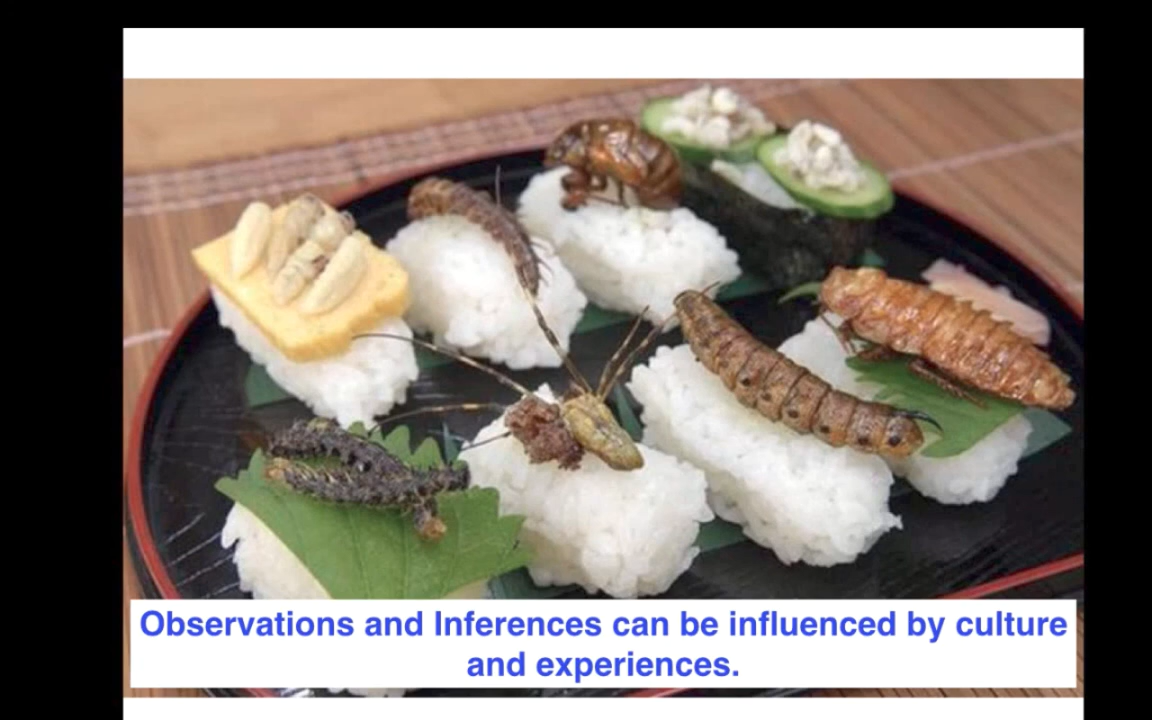 Observations and Inferences can be influenced by culture
and experiences.